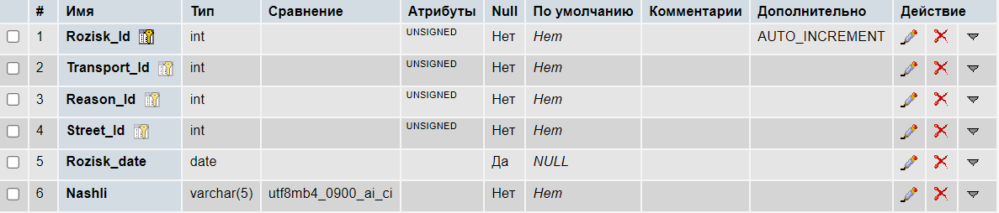 # Имя Тип Сравнение Атрибуты Null По умолчанию Комментарии Дополнительно Действие
1 Rozisk_Id int UNSIGNED Нет Нет AUTO_INCREMENT
2 Transport_Id int UNSIGNED Нет Нет
3 Reason_Id int UNSIGNED Нет Нет
4 Street_Id int UNSIGNED Нет Нет
5 Rozisk_date date Да NULL
6 Nashli varchar(5) utf8mb4_0900_ai_ci Нет Нет